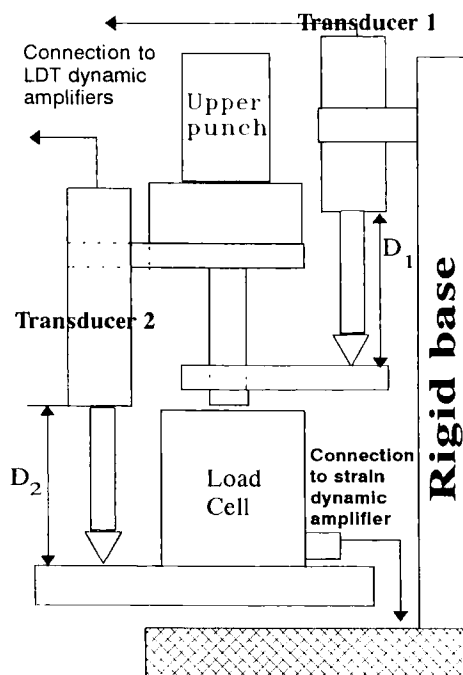 Transducer 1
Connection to
LDT dynamic
amplifiers
Upper
punch
D1
Transducer 2
Rigid base
D2
Load
Cell
Connection
to strain
dynamic
amplifier